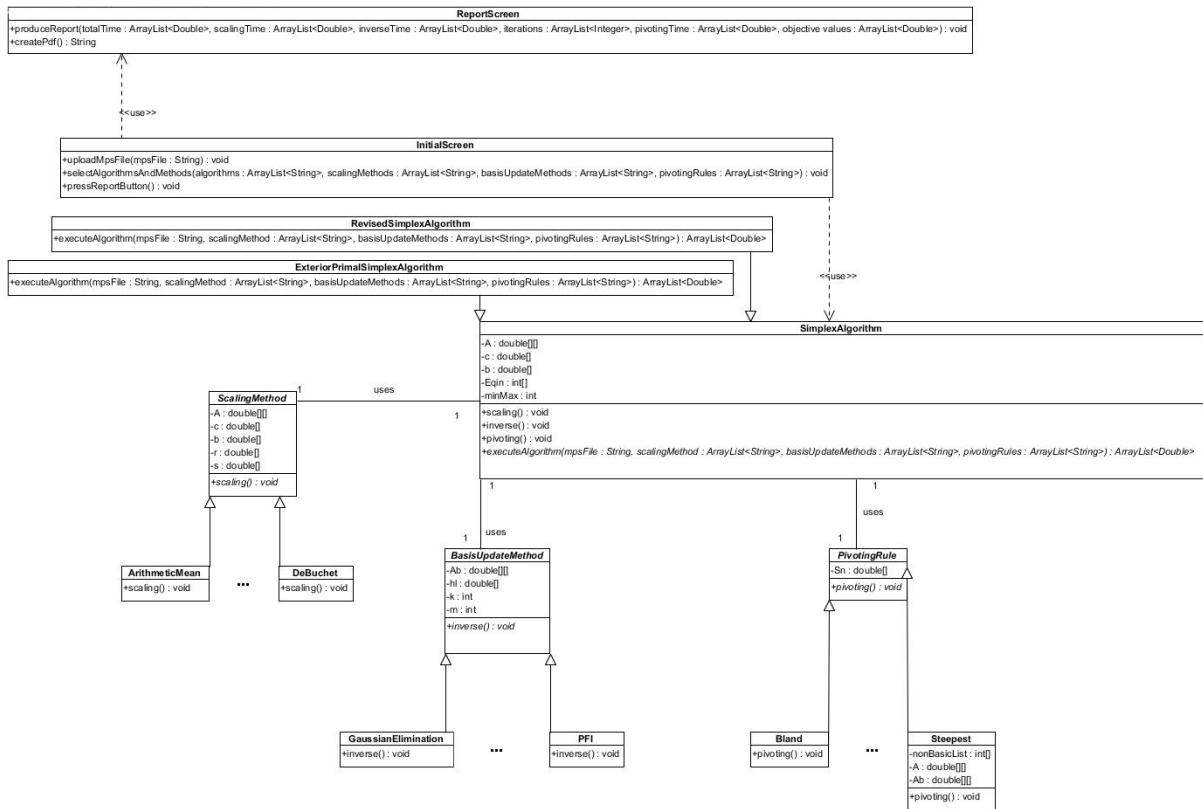 ReportScreen
+produceReport(totalTime : ArrayList<Double>, scalingTime : ArrayList<Double>, inverseTime : ArrayList<Double>, iterations : ArrayList<Integer>, pivotingTime : ArrayList<Double>, objective values : ArrayList<Double>) : void
+createPdf() : String
<<use>>
InitialScreen
+uploadMpsFile(mpsFile : String) : void
+selectAlgorithmsAndMethods(algorithms : ArrayList<String>, scalingMethods : ArrayList<String>, basisUpdateMethods : ArrayList<String>, pivotingRules : ArrayList<String>) : void
+pressReportButton() : void
RevisedSimplexAlgorithm
+executeAlgorithm(mpsFile : String, scalingMethod : ArrayList<String>, basisUpdateMethods : ArrayList<String>, pivotingRules : ArrayList<String>) : ArrayList<Double>
ExteriorPrimalSimplexAlgorithm
+executeAlgorithm(mpsFile : String, scalingMethod : ArrayList<String>, basisUpdateMethods : ArrayList<String>, pivotingRules : ArrayList<String>) : ArrayList<Double>
<<use>>
SimplexAlgorithm
-A : double[][]
-c : double[]
-b : double[]
-Eqin : int[]
-minMax : int
+scaling() : void
+inverse() : void
+pivoting() : void
+executeAlgorithm(mpsFile : String, scalingMethod : ArrayList<String>, basisUpdateMethods : ArrayList<String>, pivotingRules : ArrayList<String>) : ArrayList<Double>
1
uses
1
ScalingMethod
-A : double[][]
-c : double[]
-b : double[]
-r : double[]
-s : double[]
+scaling() : void
ArithmeticMean
+scaling() : void
...
DeBuchet
+scaling() : void
1
uses
1
BasisUpdateMethod
-Ab : double[][]
-hl : double[]
-k : int
-m : int
+inverse() : void
GaussianElimination
+inverse() : void
...
PFI
+inverse() : void
1
uses
1
PivotingRule
-Sn : double[]
+pivoting() : void
Bland
+pivoting() : void
...
Steepest
-nonBasicList : int[]
-A : double[][]
-Ab : double[][]
+pivoting() : void